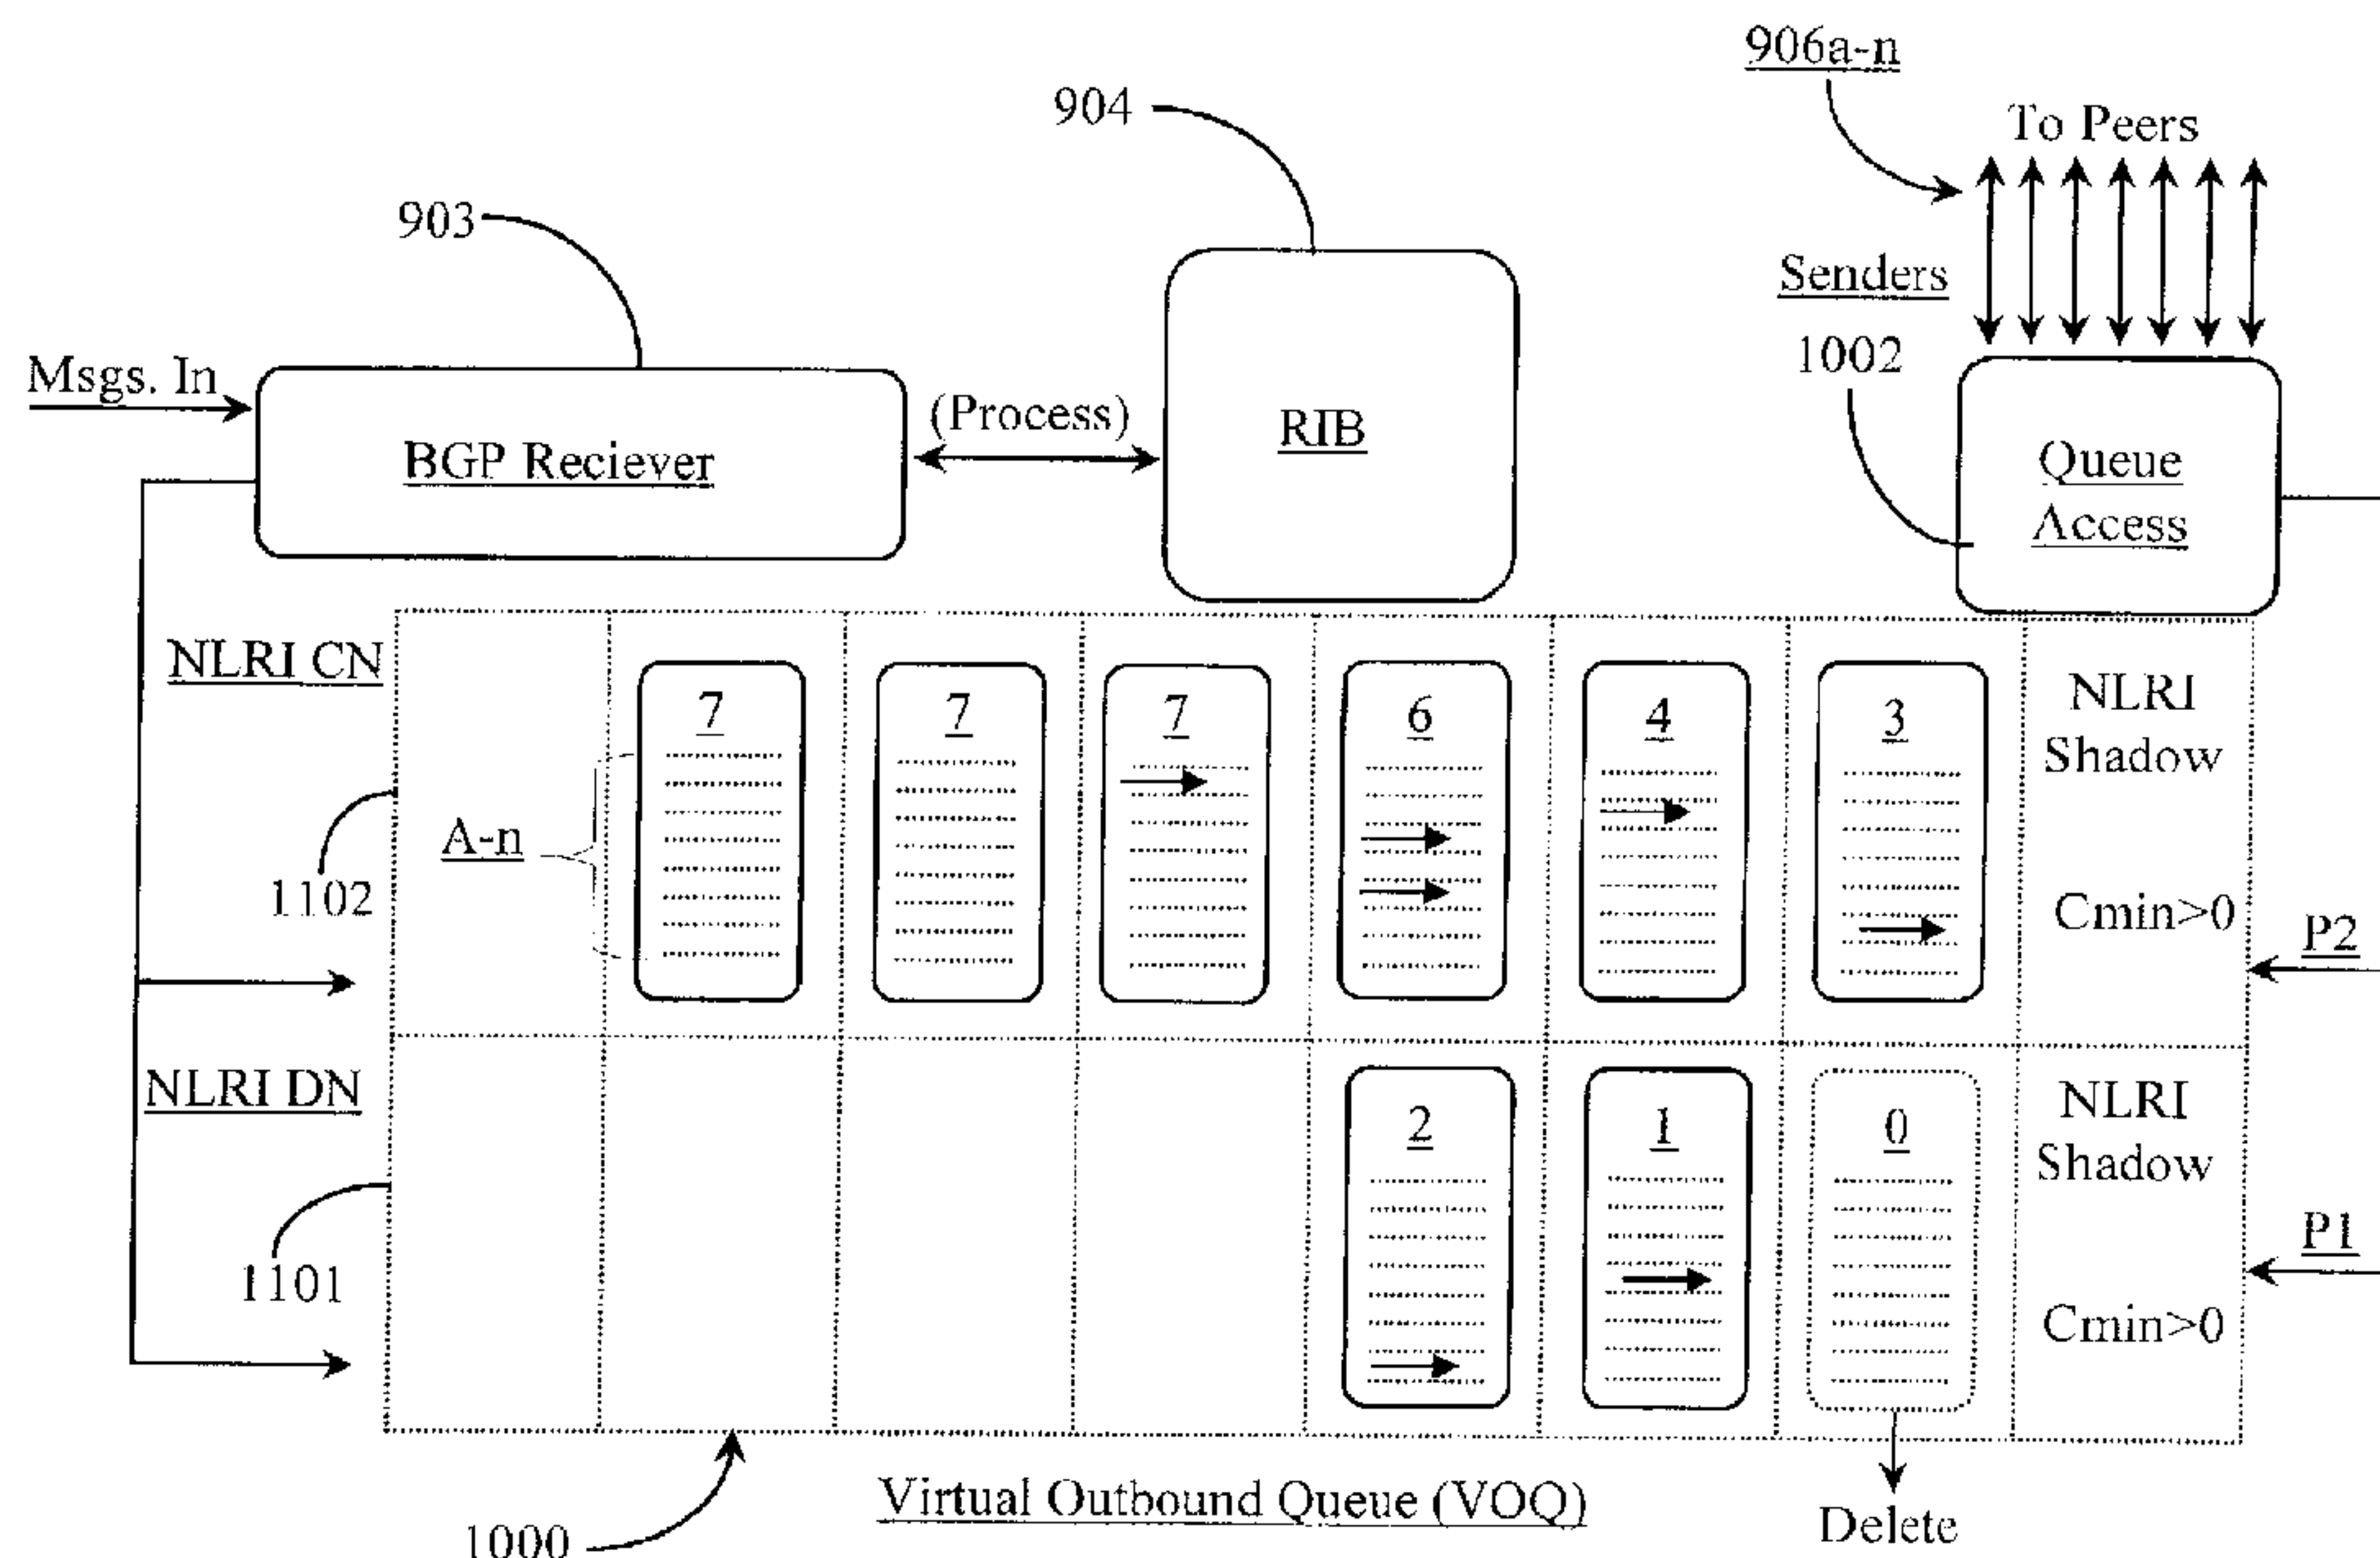 906a-n
904
To Peers
903
Senders
1002
Msgs. In
(Process)
RIB
BGP Reciever
Queue
Access
NLRI CN
7
7
7
6
4
3
NLRI
Shadow
A-n
1102
Cmin>0
P2
NLRI DN
2
1
0
NLRI
Shadow
1101
P1
Cmin>0
Virtual Outbound Queue (VOQ)
1000
Delete